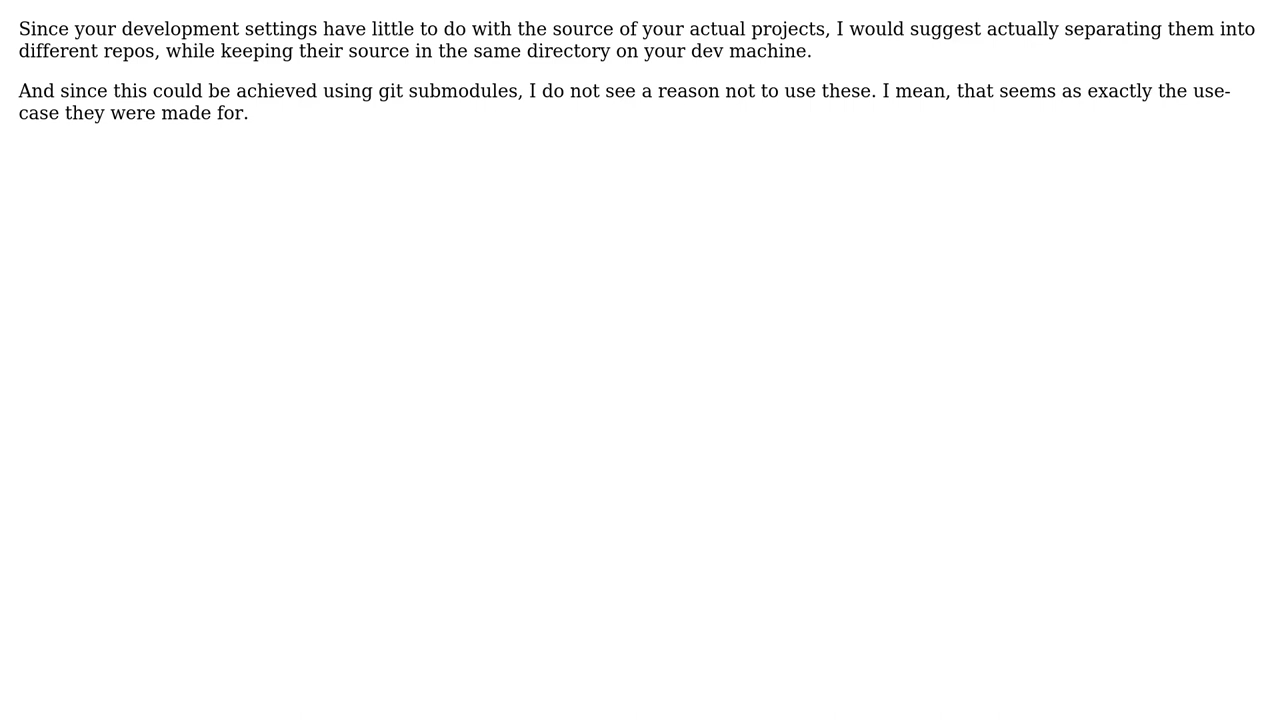 Since your development settings have little to do with the source of your actual projects, I would suggest actually separating them into
different repos, while keeping their source in the same directory on your dev machine.
And since this could be achieved using git submodules, I do not see a reason not to use these. I mean, that seems as exactly the use-
case they were made for.